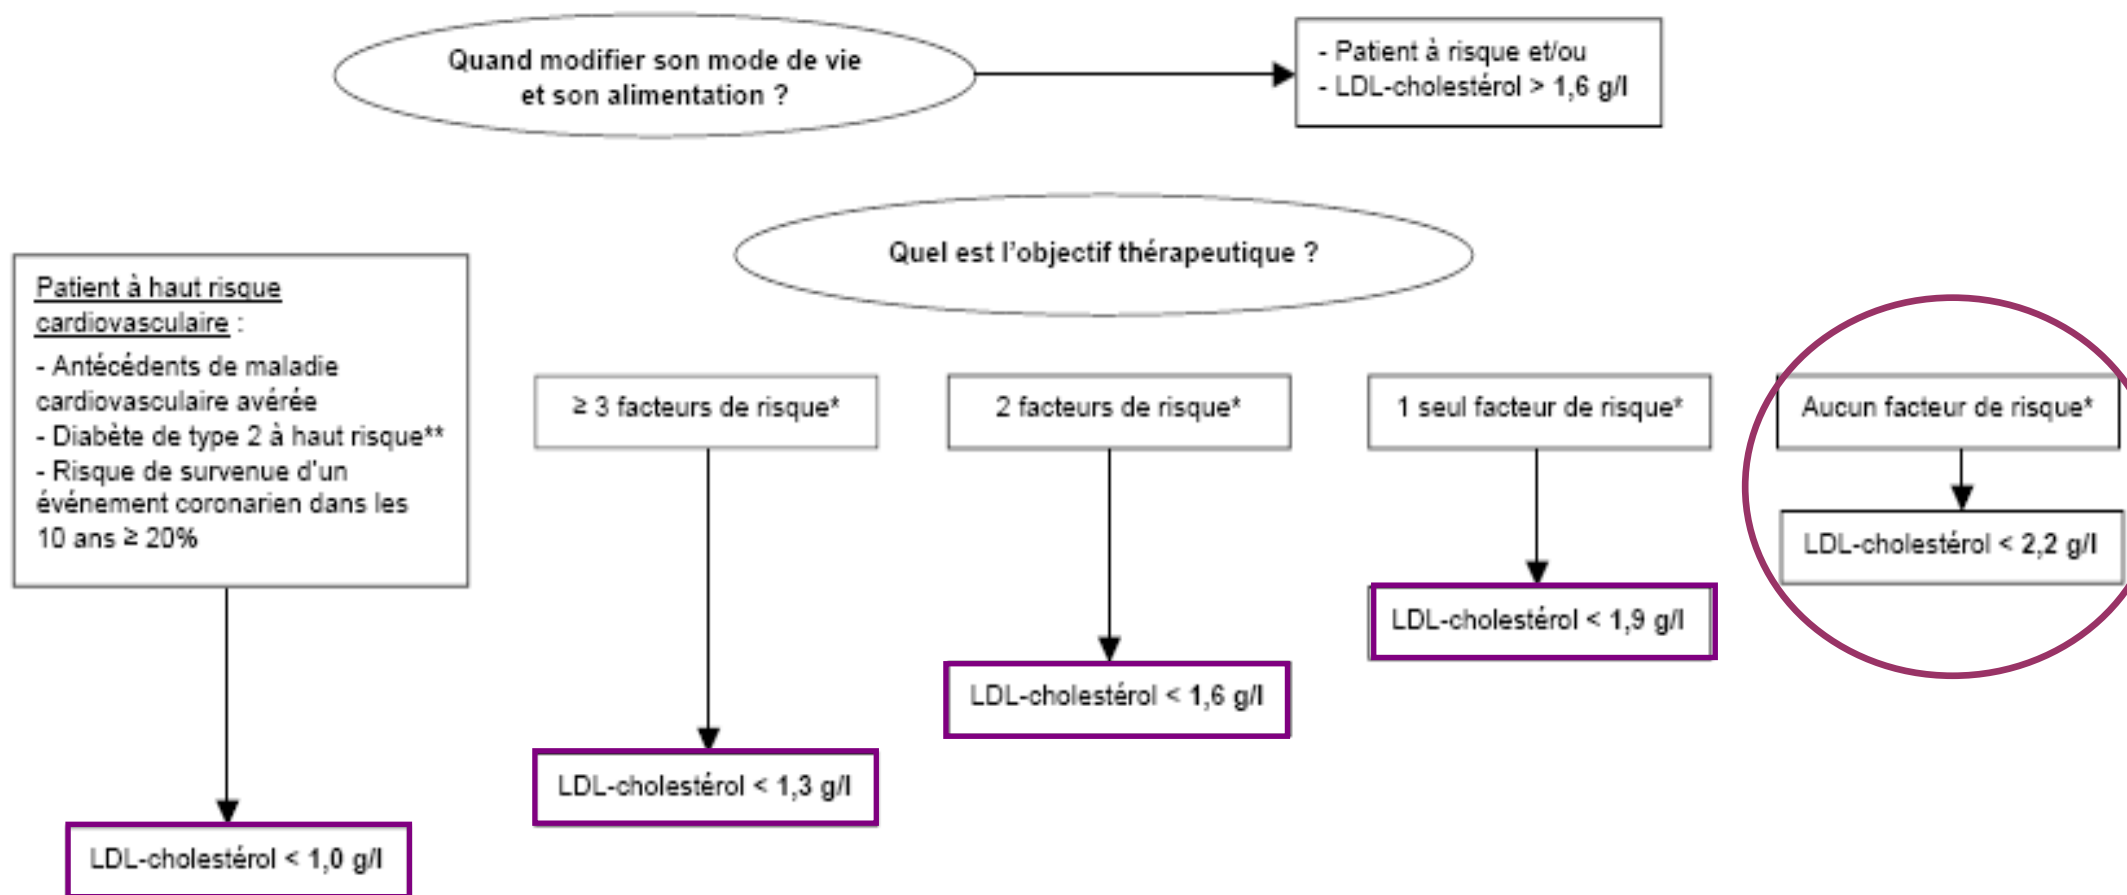 Quand modifier son mode de vie
et son alimentation ?
- Patient à risque et/ou
- LDL-cholestérol > 1,6 g/l
Quel est l'objectif thérapeutique ?
Patient à haut risque
cardiovasculaire :
- Antécédents de maladie
cardiovasculaire avérée
- Diabète de type 2 à haut risque**
- Risque de survenue d'un
événement coronarien dans les
10 ans ≥ 20%
≥ 3 facteurs de risque*
2 facteurs de risque*
1 seul facteur de risque*
Aucun facteur de risque*
LDL-cholestérol < 2,2 g/l
LDL-cholestérol < 1,9 g/l
LDL-cholestérol < 1,6 g/l
LDL-cholestérol < 1,3 g/l
LDL-cholestérol < 1,0 g/l